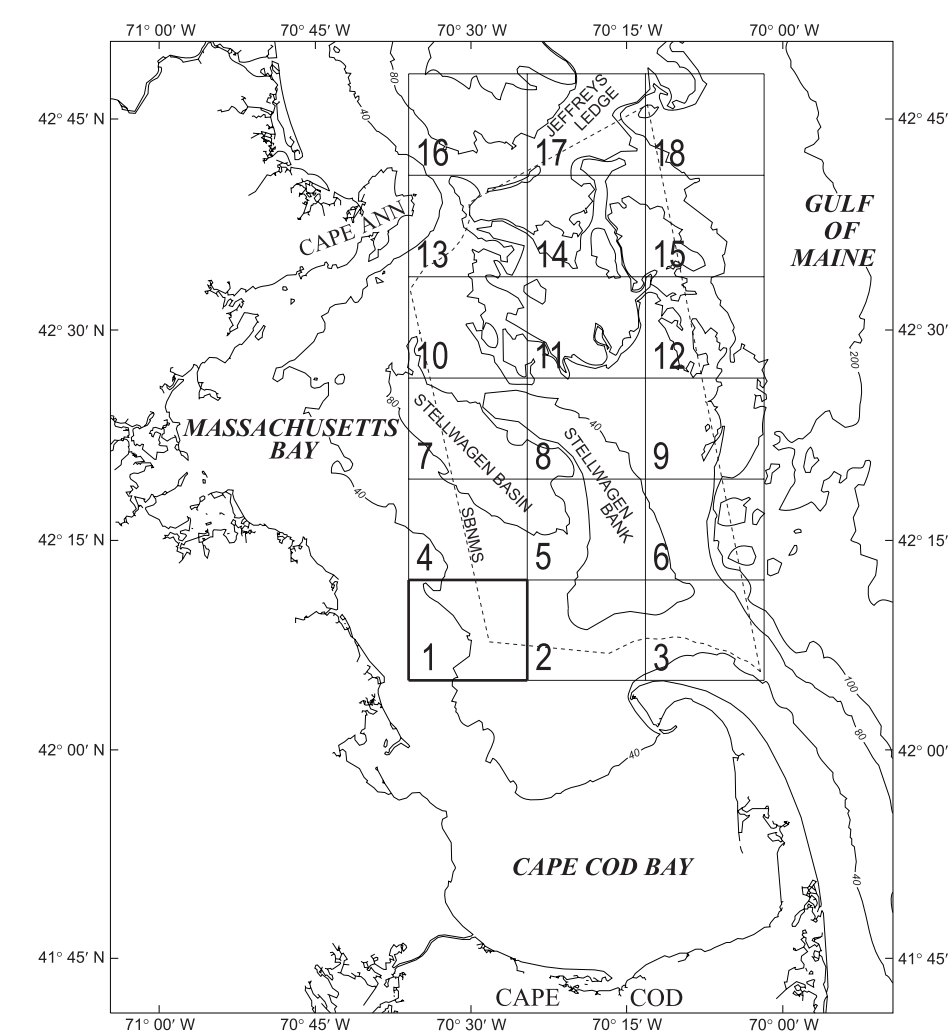 71° 00' W 70° 45' W 70° 30' W 70° 15' W 70° 00' W
80
40
JEFFREYS
LEDGE
42° 45' N
42° 45' N
16 17 18
CAPE ANN
GULF
OF
MAINE
13 14 15
42° 30' N
42° 30' N
200
10 11 12
80
STELLWAGEN BASIN
40
STELLWAGEN
BANK
MASSACHUSETTS
BAY
7 8 9
40
SBNMS
42° 15' N
42° 15' N
4 5 6
1 2 3
100
80
42° 00' N
40
42° 00' N
CAPE COD BAY
40
41° 45' N
41° 45'
CAPE COD
71° 00' W 70° 45' W 70° 30' W 70° 15' W 70° 00' W